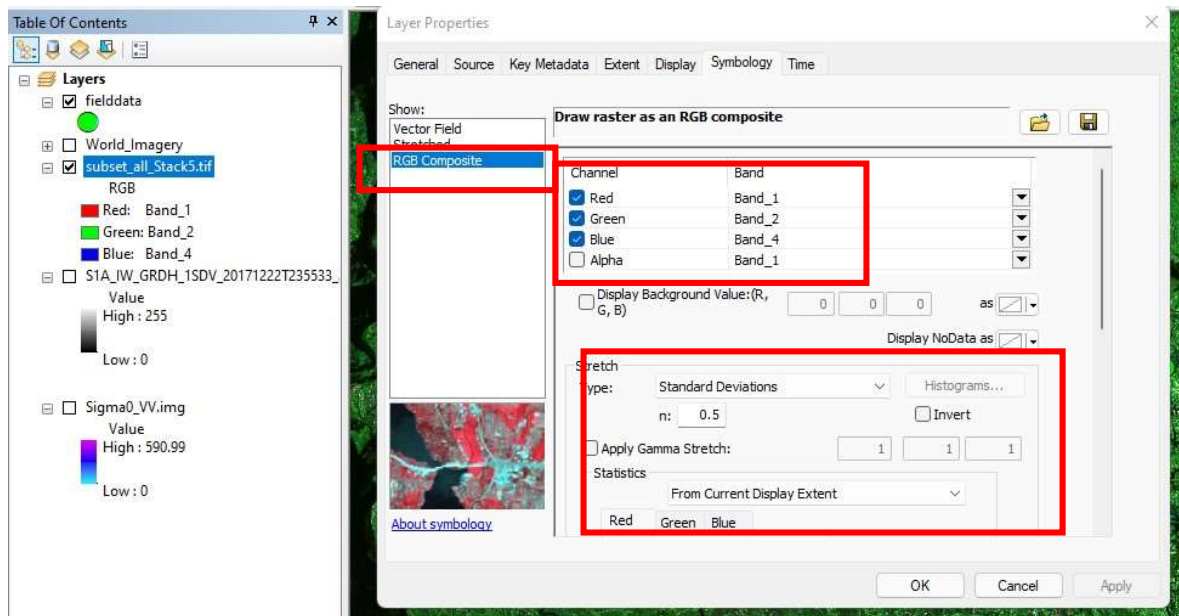 Table Of Contents
Layers
fielddata
World_Imagery
subset_all_Stack5.tif
RGB
Red: Band_1
Green: Band_2
Blue: Band_4
S1A_IW_GRDH_1SDV_20171222T235533_
Value
High : 255
Low : 0
Sigma0_VV.img
Value
High : 590.99
Low : 0
Layer Properties
General Source Key Metadata Extent Display Symbology Time
Show:
Vector Field
Stretched
RGB Composite
About symbology
Draw raster as an RGB composite
Channel Band
Red Band_1
Green Band_2
Blue Band_4
Alpha Band_1
Display Background Value:(R, G, B) 0 0 0 as
Display NoData as
Stretch
Type: Standard Deviations Histograms...
n: 0.5 Invert
Apply Gamma Stretch: 1 1 1
Statistics
From Current Display Extent
Red Green Blue
OK Cancel Apply